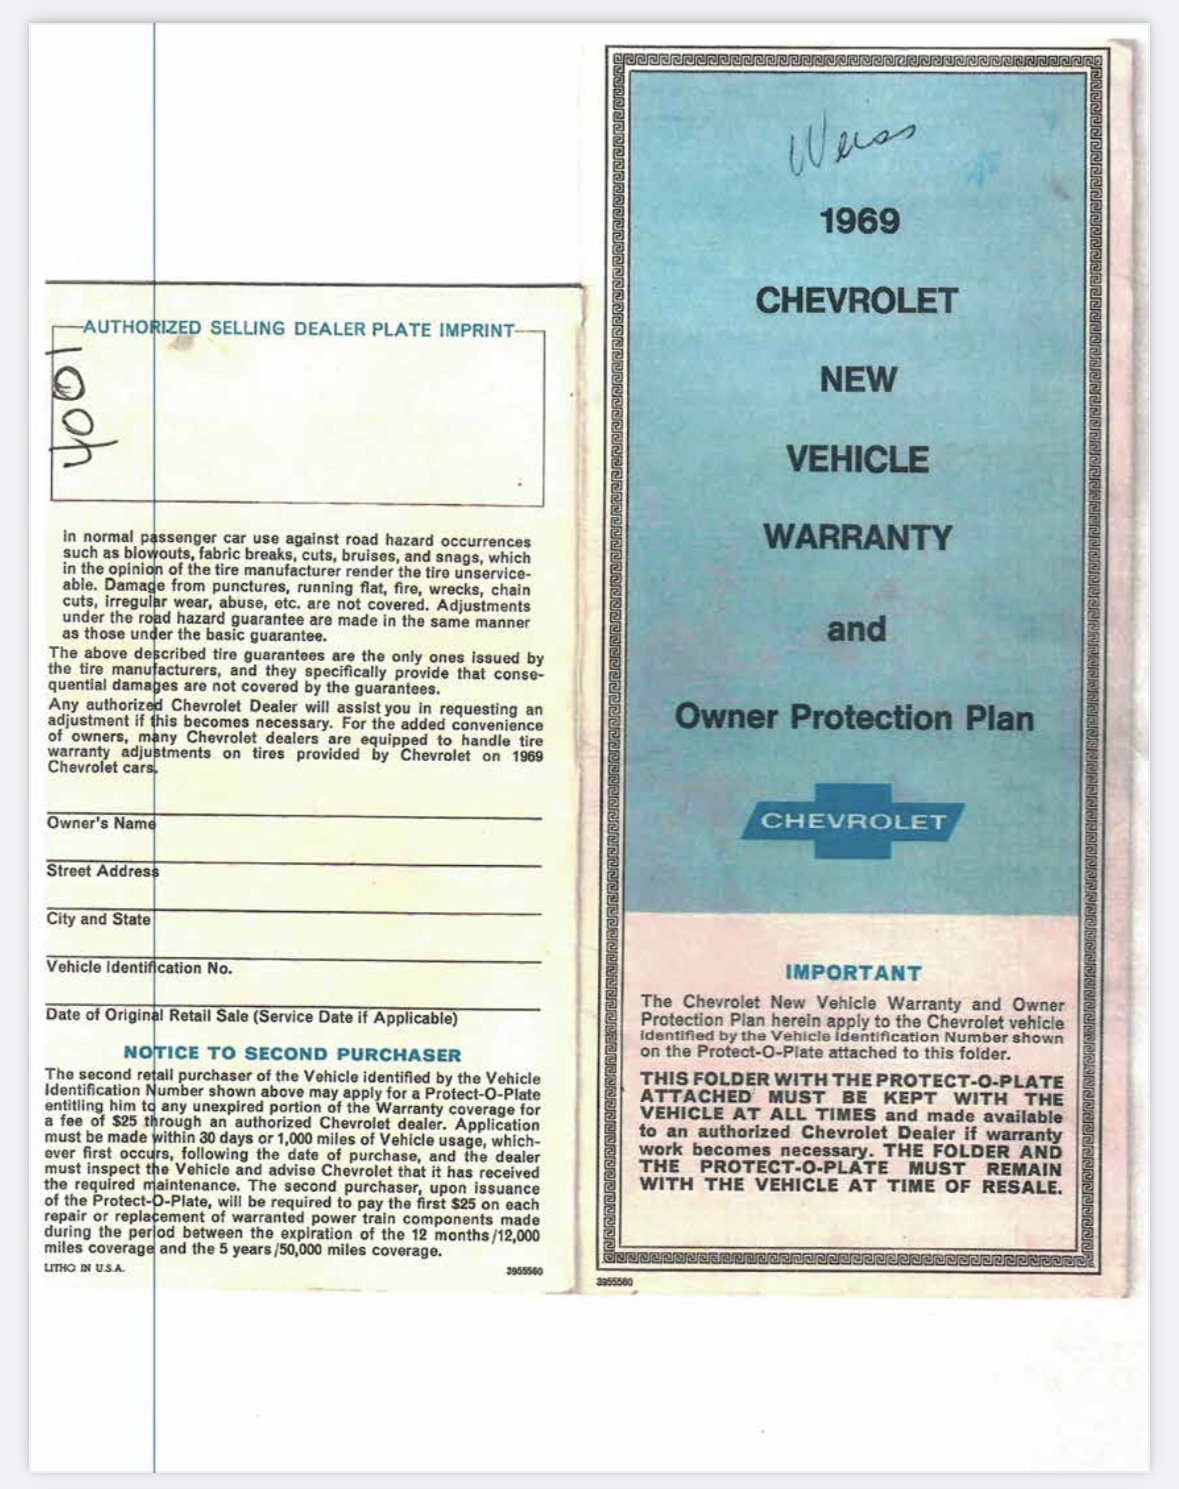 AUTHORIZED SELLING DEALER PLATE IMPRINT
4001
in normal passenger car use against road hazard occurrences
such as blowouts, fabric breaks, cuts, bruises, and snags, which
in the opinion of the tire manufacturer render the tire unservice-
able. Damage from punctures, running flat, fire, wrecks, chain
cuts, irregular wear, abuse, etc. are not covered. Adjustments
under the road hazard guarantee are made in the same manner
as those under the basic guarantee.
The above described tire guarantees are the only ones issued by
the tire manufacturers, and they specifically provide that conse-
quential damages are not covered by the guarantees.
Any authorized Chevrolet Dealer will assist you in requesting an
adjustment if this becomes necessary. For the added convenience
of owners, many Chevrolet dealers are equipped to handle tire
warranty adjustments on tires provided by Chevrolet on 1969
Chevrolet cars.
Owner's Name
Street Address
City and State
Vehicle Identification No.
Date of Original Retail Sale (Service Date if Applicable)
NOTICE TO SECOND PURCHASER
The second retail purchaser of the Vehicle identified by the Vehicle
Identification Number shown above may apply for a Protect-O-Plate
entitling him to any unexpired portion of the Warranty coverage for
a fee of $25 through an authorized Chevrolet dealer. Application
must be made within 30 days or 1,000 miles of Vehicle usage, which-
ever first occurs, following the date of purchase, and the dealer
must inspect the Vehicle and advise Chevrolet that it has received
the required maintenance. The second purchaser, upon issuance
of the Protect-O-Plate, will be required to pay the first $25 on each
repair or replacement of warranted power train components made
during the period between the expiration of the 12 months/12,000
miles coverage and the 5 years/50,000 miles coverage.
LITHO IN U.S.A.
3955560
Weiss
1969
CHEVROLET
NEW
VEHICLE
WARRANTY
and
Owner Protection Plan
CHEVROLET
IMPORTANT
The Chevrolet New Vehicle Warranty and Owner
Protection Plan herein apply to the Chevrolet vehicle
identified by the Vehicle Identification Number shown
on the Protect-O-Plate attached to this folder.
THIS FOLDER WITH THE PROTECT-O-PLATE
ATTACHED MUST BE KEPT WITH THE
VEHICLE AT ALL TIMES and made available
to an authorized Chevrolet Dealer if warranty
work becomes necessary. THE FOLDER AND
THE PROTECT-O-PLATE MUST REMAIN
WITH THE VEHICLE AT TIME OF RESALE.
3955560